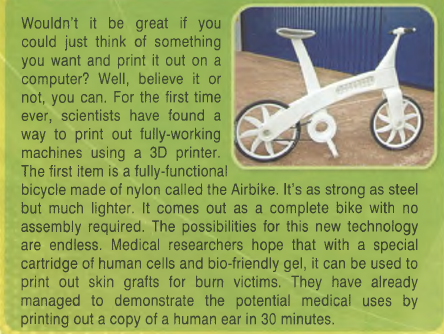 Wouldn't it be great if you
could just think of something
you want and print it out on a
computer? Well, believe it or
not, you can. For the first time
ever, scientists have found a
way to print out fully-working
machines using a 3D printer.
The first item is a fully-functional
bicycle made of nylon called the Airbike. It's as strong as steel
but much lighter. It comes out as a complete bike with no
assembly required. The possibilities for this new technology
are endless. Medical researchers hope that with a special
cartridge of human cells and bio-friendly gel, it can be used to
print out skin grafts for burn victims. They have already
managed to demonstrate the potential medical uses by
printing out a copy of a human ear in 30 minutes.